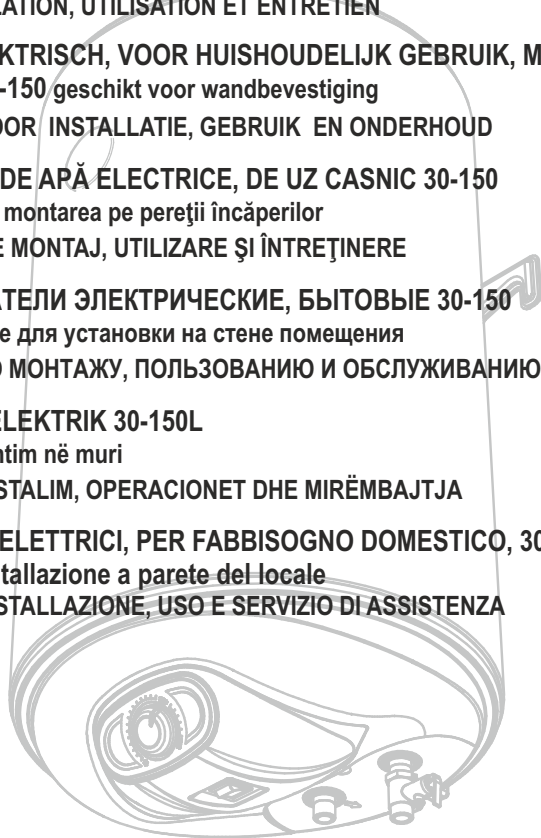 LATION, UTILISATION ET ENTRETIEN
KTRISCH, VOOR HUISHOUDELIJK GEBRUIK, M
-150 geschikt voor wandbevestiging
OOR INSTALLATIE, GEBRUIK EN ONDERHOUD
DE APĂ ELECTRICE, DE UZ CASNIC 30-150
montarea pe pereţii încăperilor
E MONTAJ, UTILIZARE ŞI ÎNTREŢINERE
АТЕЛИ ЭЛЕКТРИЧЕСКИЕ, БЫТОВЫЕ 30-150
е для установки на стене помещения
О МОНТАЖУ, ПОЛЬЗОВАНИЮ И ОБСЛУЖИВАНИЮ
ELEKTRIK 30-150L
ntim në muri
STALIM, OPERACIONET DHE MIRËMBAJTJA
ELETTRICI, PER FABBISOGNO DOMESTICO, 30
tallazione a parete del locale
STALLAZIONE, USO E SERVIZIO DI ASSISTENZA